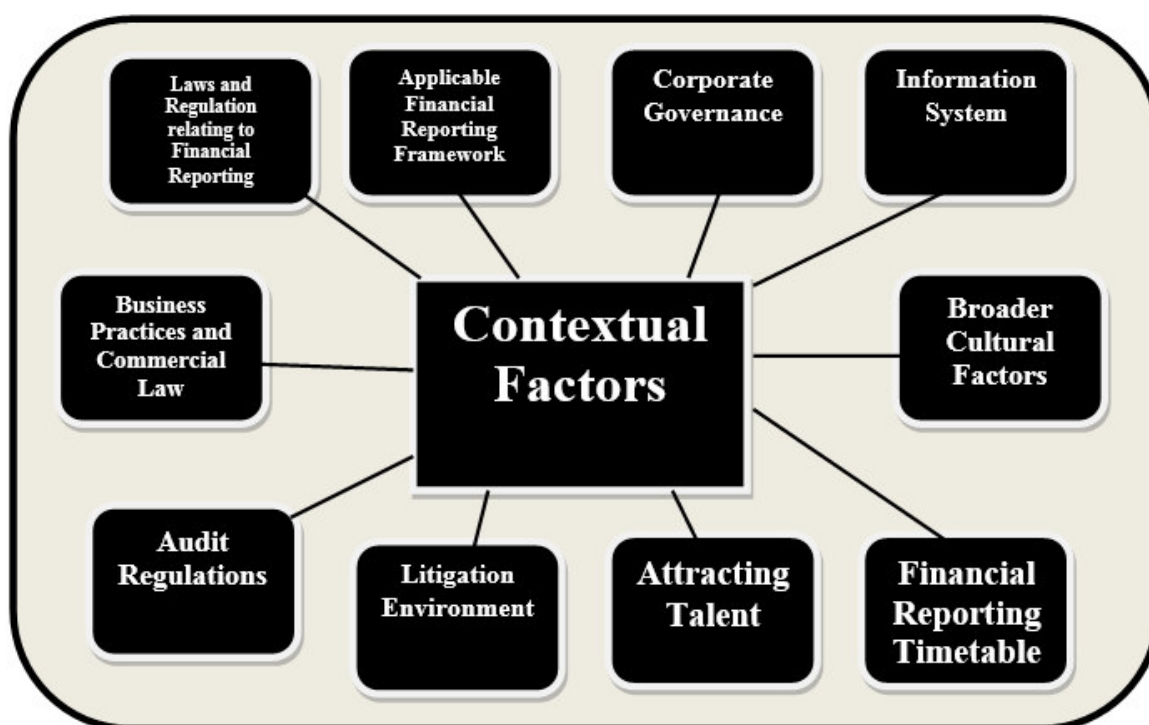 Laws and
Regulation
relating to
Financial
Reporting
Applicable
Financial
Reporting
Framework
Corporate
Governance
Information
System
Business
Practices and
Commercial
Law
Contextual
Factors
Broader
Cultural
Factors
Audit
Regulations
Litigation
Environment
Attracting
Talent
Financial
Reporting
Timetable